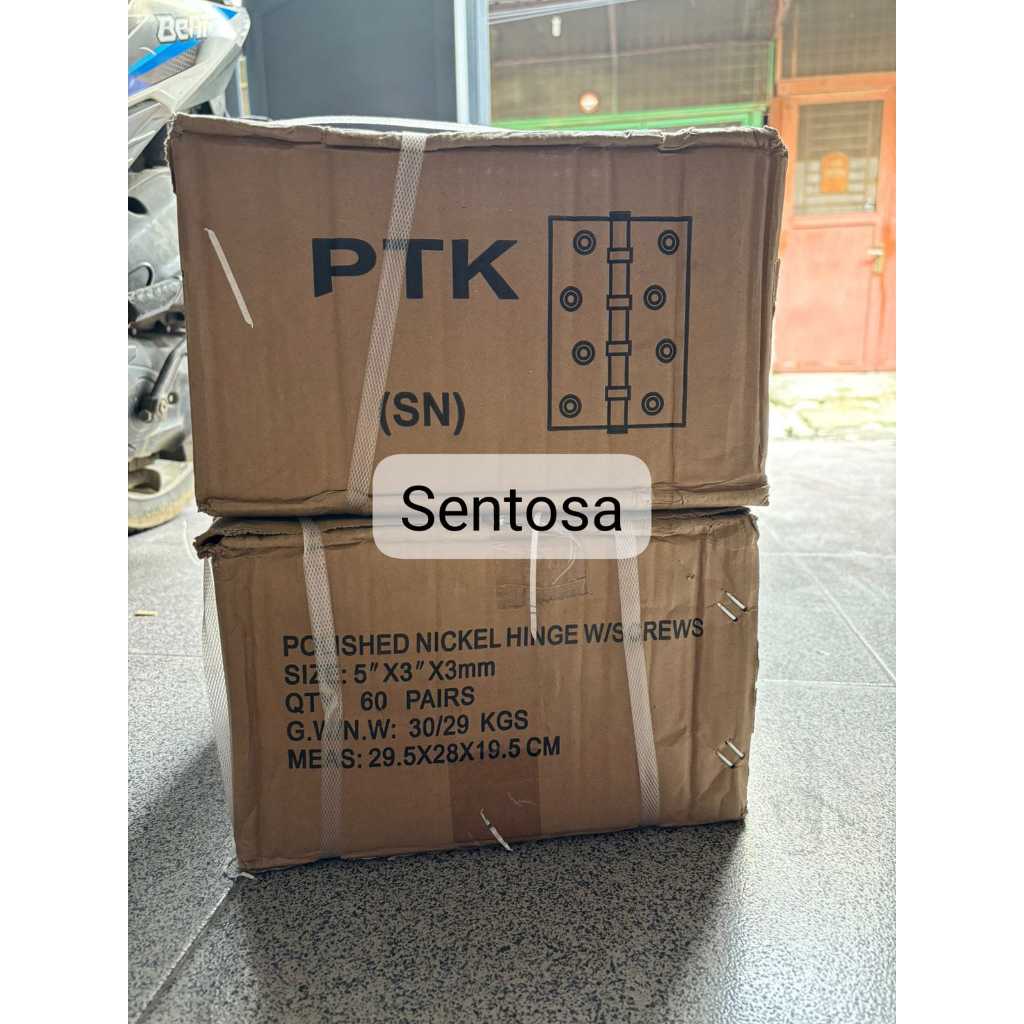 BeAT
PTK
(SN)
Sentosa
POLISHED NICKEL HINGE W/SCREWS
SIZE: 5"X3"X3mm
QTY: 60 PAIRS
G.W/N.W: 30/29 KGS
MEAS: 29.5X28X19.5 CM